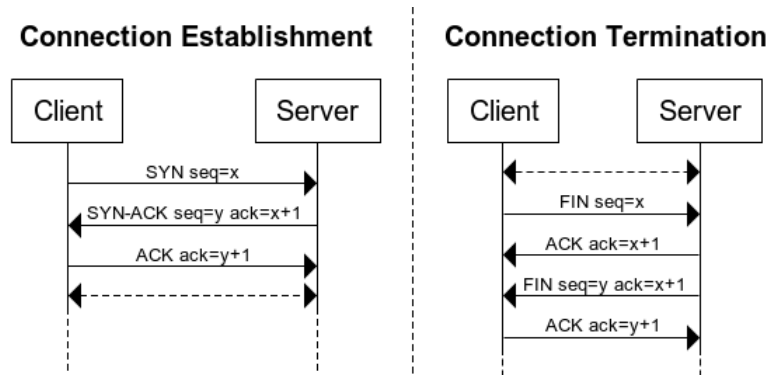 Connection Establishment
Client
Server
SYN seq=x
SYN-ACK seq=y ack=x+1
ACK ack=y+1
Connection Termination
Client
Server
FIN seq=x
ACK ack=x+1
FIN seq=y ack=x+1
ACK ack=y+1